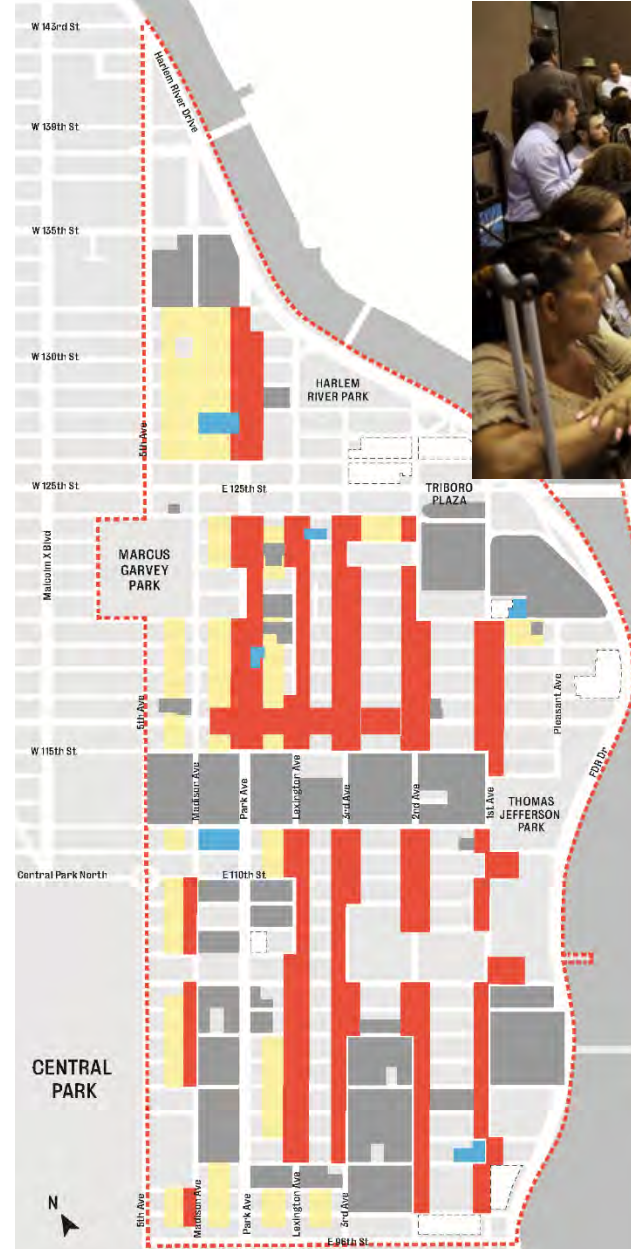 W 143rd St
Harlem River Drive
W 139th St
W 135th St
W 130th St
HARLEM
RIVER PARK
5th Ave
W 125th St
E 125th St
TRIBORO
PLAZA
Malcolm X Blvd
MARCUS
GARVEY
PARK
5th Ave
Pleasant Ave
W 115th St
Madison Ave
Park Ave
Lexington Ave
3rd Ave
2nd Ave
1st Ave
FDR Dr
THOMAS
JEFFERSON
PARK
Central Park North
E 110th St
CENTRAL
PARK
N
5th Ave
Madison Ave
Park Ave
Lexington Ave
3rd Ave
E 96th St